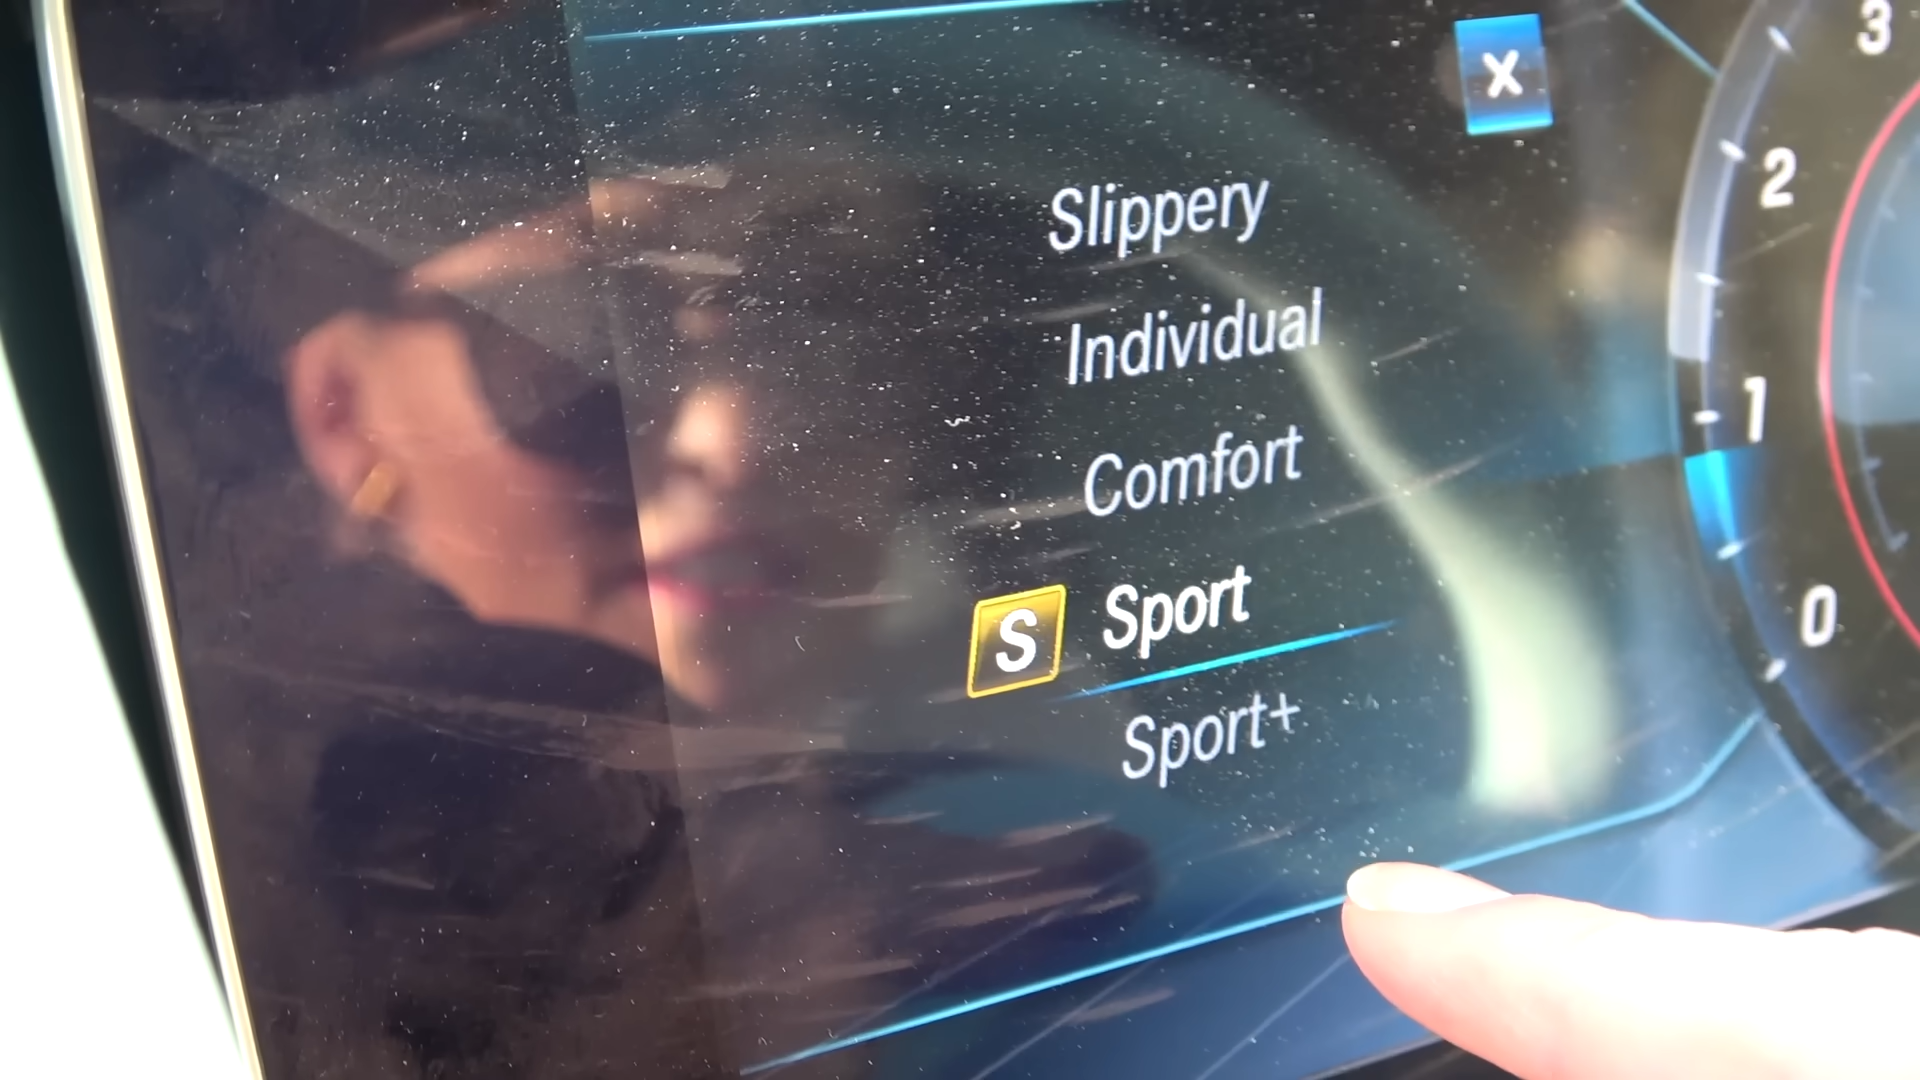 X
Slippery
Individual
Comfort
S Sport
Sport+
3
2
1
0